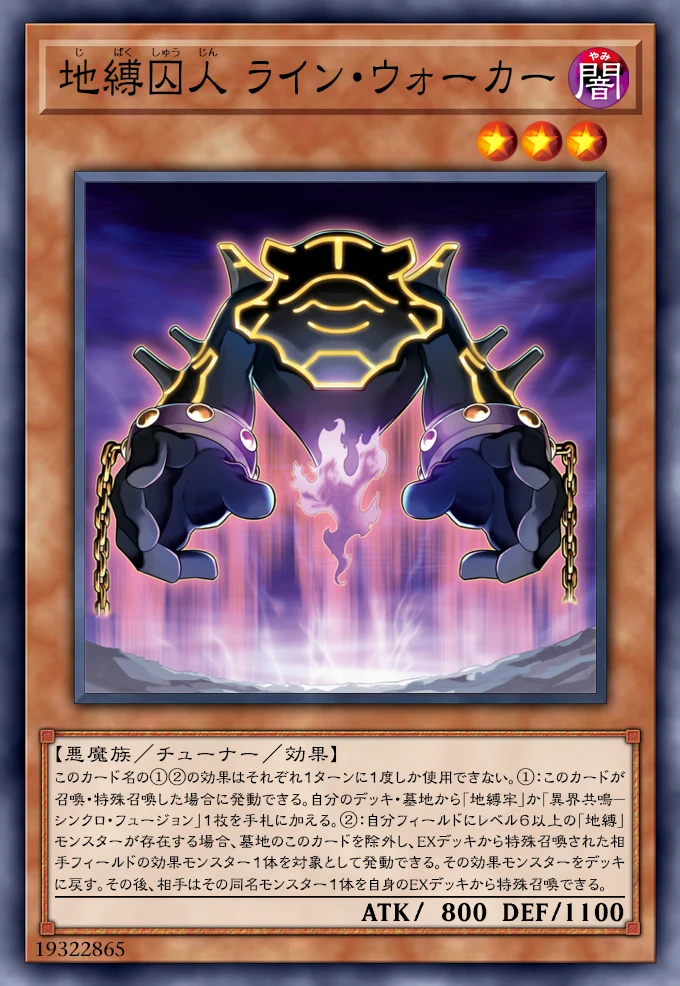 じ ばく しゅう じん
地縛囚人 ライン・ウォーカー
やみ
闇
【悪魔族／チューナー／効果】
このカード名の①②の効果はそれぞれ1ターンに1度しか使用できない。①：このカードが
召喚・特殊召喚した場合に発動できる。自分のデッキ・墓地から「地縛牢」か「異界共鳴－
シンクロ・フュージョン」1枚を手札に加える。②：自分フィールドにレベル6以上の「地縛」
モンスターが存在する場合、墓地のこのカードを除外し、EXデッキから特殊召喚された相
手フィールドの効果モンスター1体を対象として発動できる。その効果モンスターをデッキ
に戻す。その後、相手はその同名モンスター1体を自身のEXデッキから特殊召喚できる。
ATK/ 800 DEF/1100
19322865